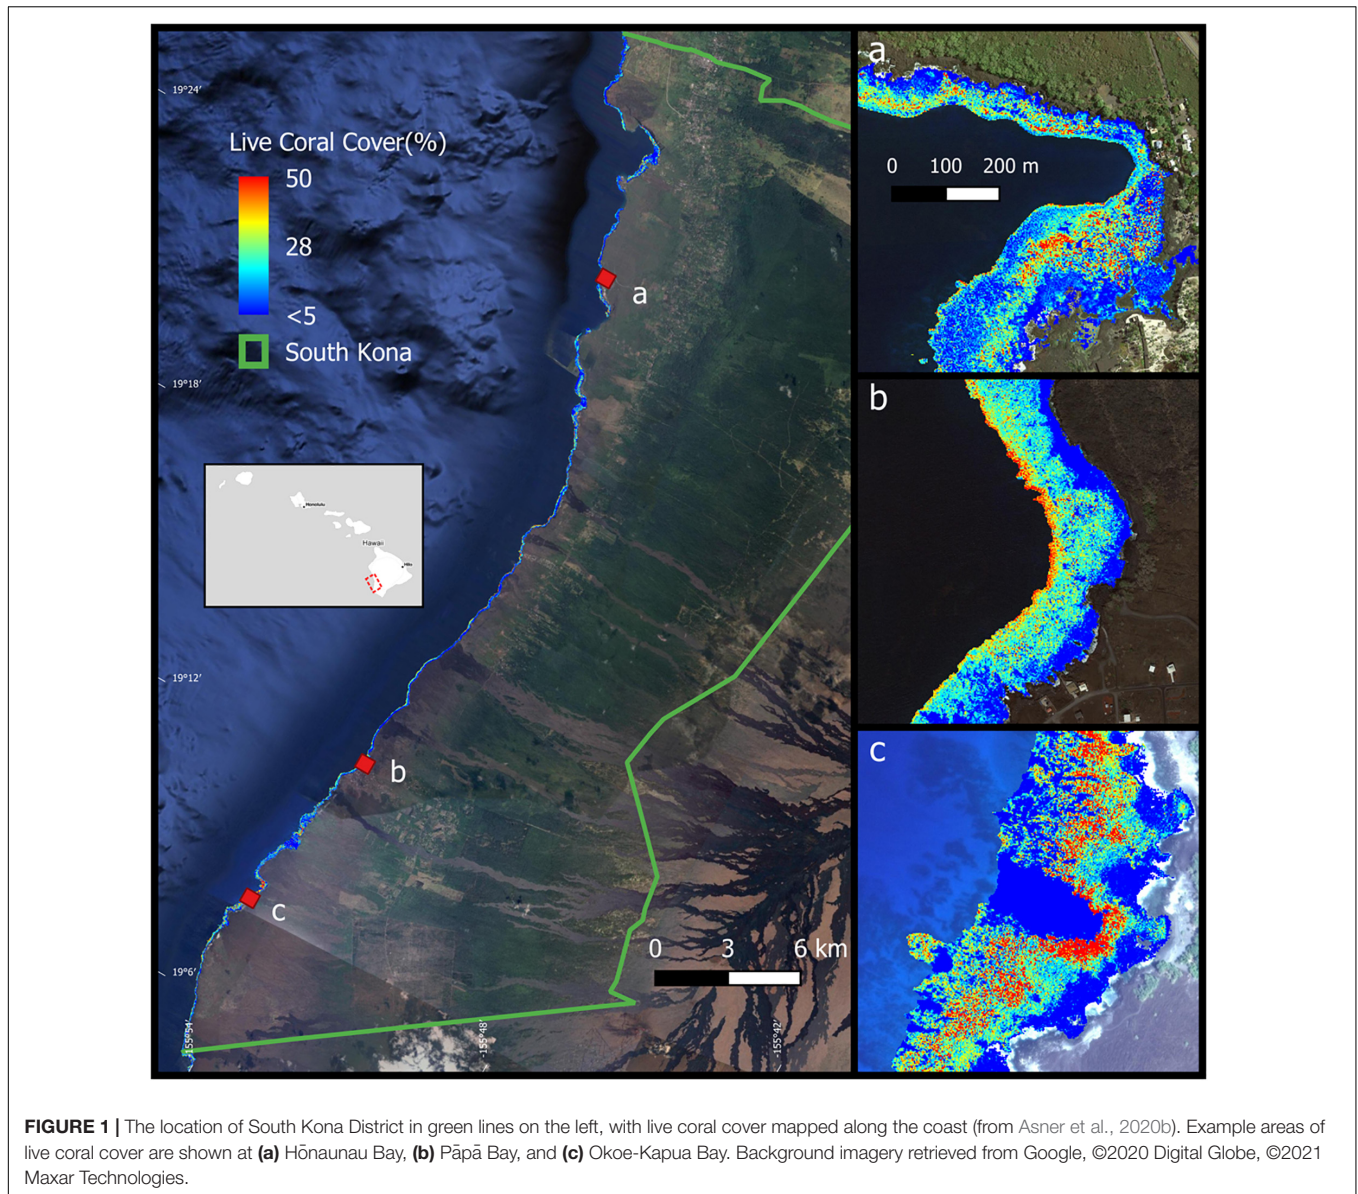 19°24′
Live Coral Cover(%)
50
28
<5
South Kona
19°18′
Honolulu
Hawaii
Hilo
19°12′
19°6′
-155°54′
-155°48′
-155°42′
a
b
c
0 3 6 km
a
0 100 200 m
b
c
FIGURE 1 | The location of South Kona District in green lines on the left, with live coral cover mapped along the coast (from Asner et al., 2020b). Example areas of
live coral cover are shown at (a) Hōnaunau Bay, (b) Pāpā Bay, and (c) Okoe-Kapua Bay. Background imagery retrieved from Google, ©2020 Digital Globe, ©2021
Maxar Technologies.